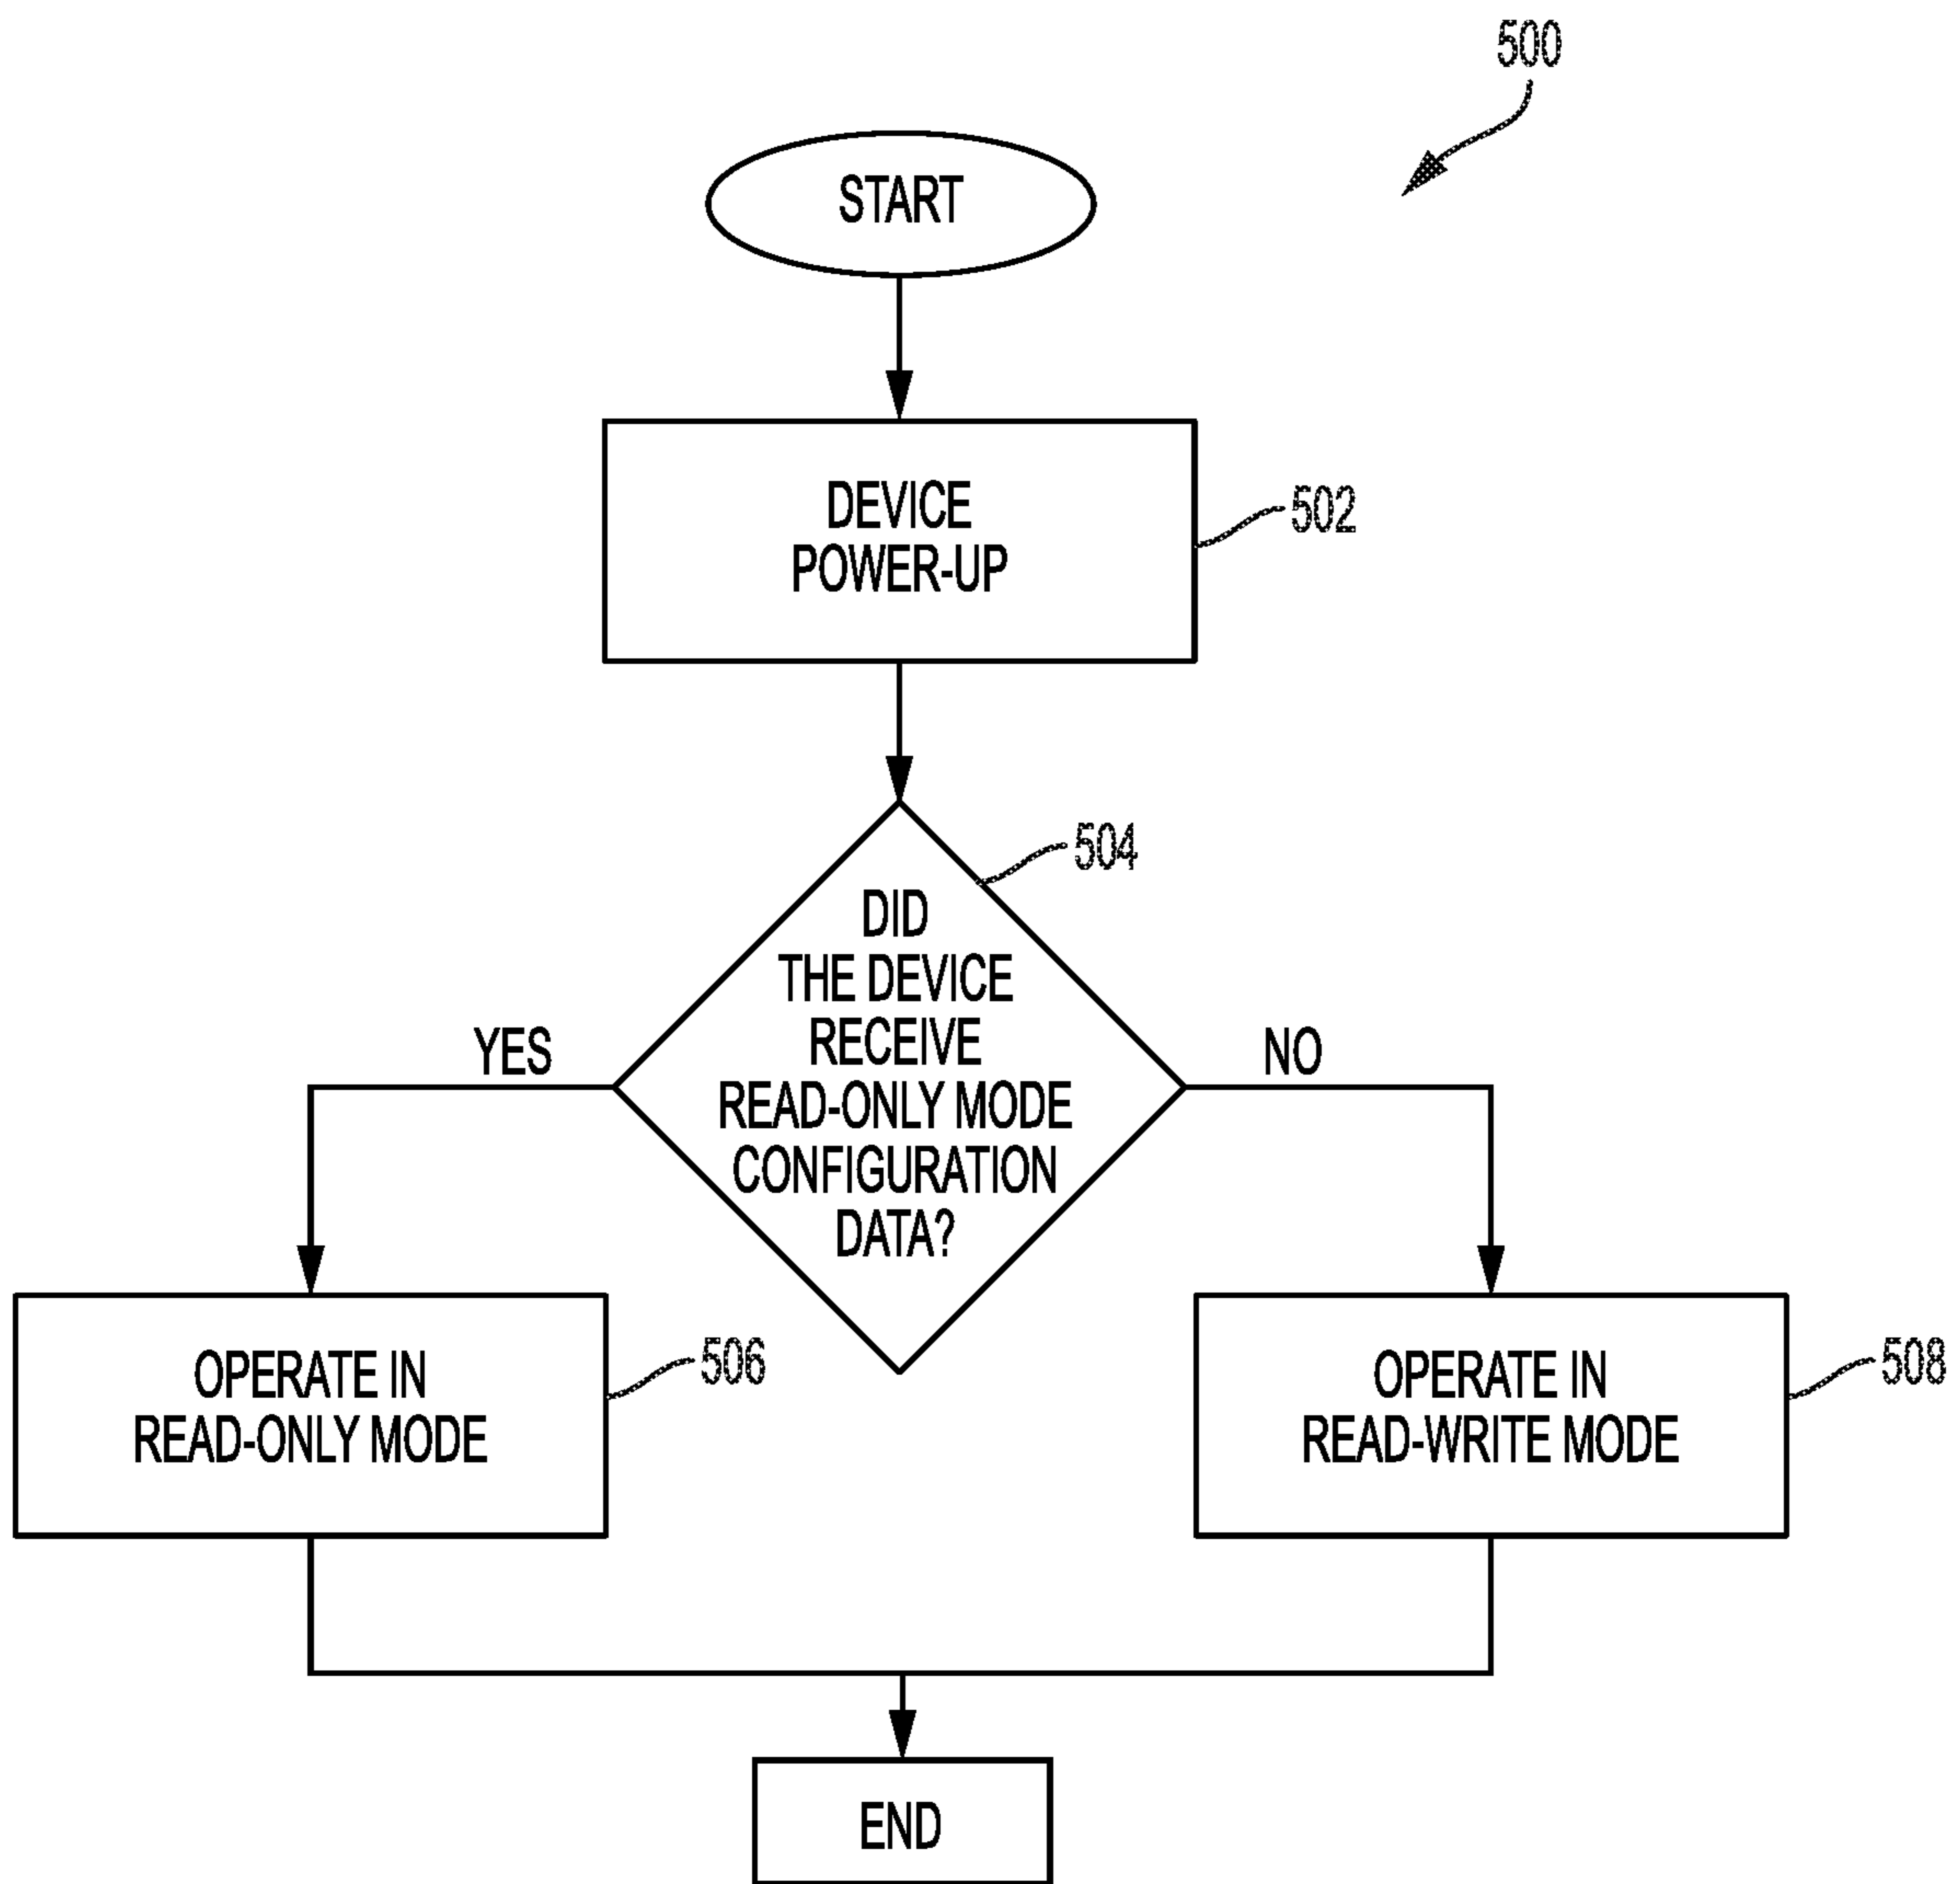 500
START
DEVICE
POWER-UP
502
504
DID
THE DEVICE
RECEIVE
READ-ONLY MODE
CONFIGURATION
DATA?
YES
NO
OPERATE IN
READ-ONLY MODE
506
OPERATE IN
READ-WRITE MODE
508
END